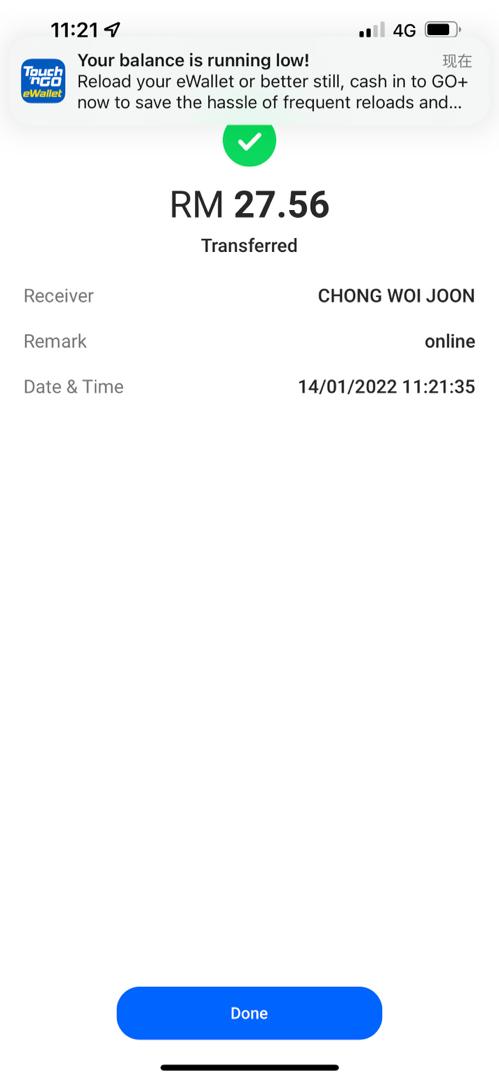 11:21
4G
Your balance is running low!
现在
Touch
'nGO
eWallet
Reload your eWallet or better still, cash in to GO+
now to save the hassle of frequent reloads and...
RM 27.56
Transferred
Receiver CHONG WOI JOON
Remark online
Date & Time 14/01/2022 11:21:35
Done